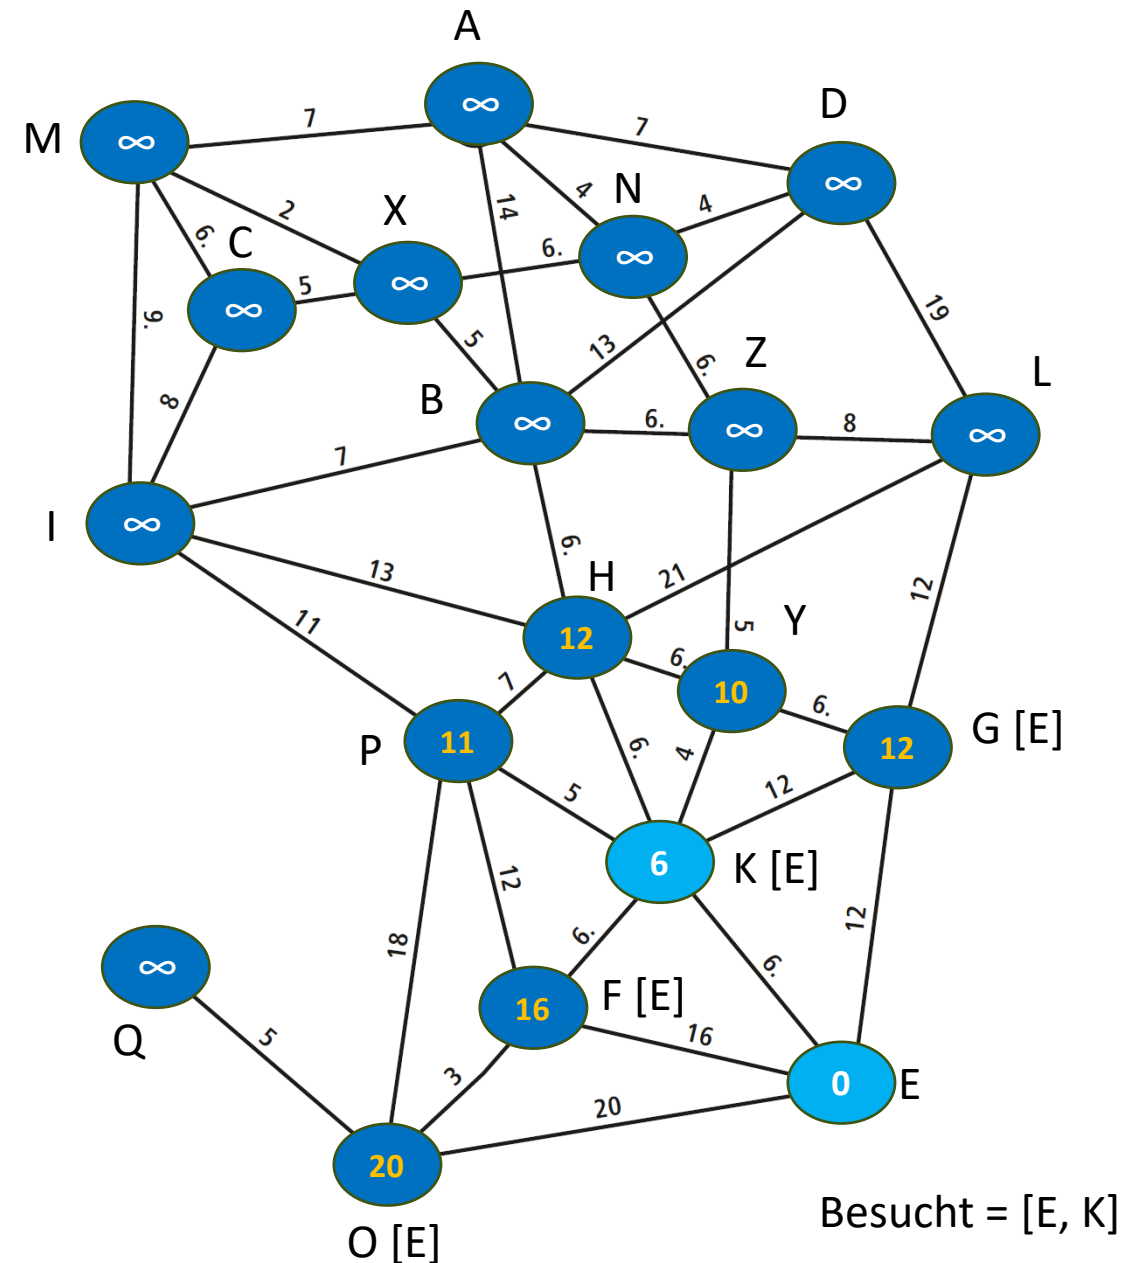 A
∞
7
M
∞
7
D
∞
4
N
∞
4
14
2
X
∞
6.
6.
C
∞
5
9.
5
13
6.
Z
∞
19
L
∞
B
∞
6.
8
8
7
I
∞
6.
13
H
12
21
12
5
Y
10
6.
11
7
6.
G [E]
12
P
11
6.
4
12
5
K [E]
6
12
12
18
6.
6.
Q
∞
F [E]
16
16
5
3
E
0
20
20
O [E]
Besucht = [E, K]